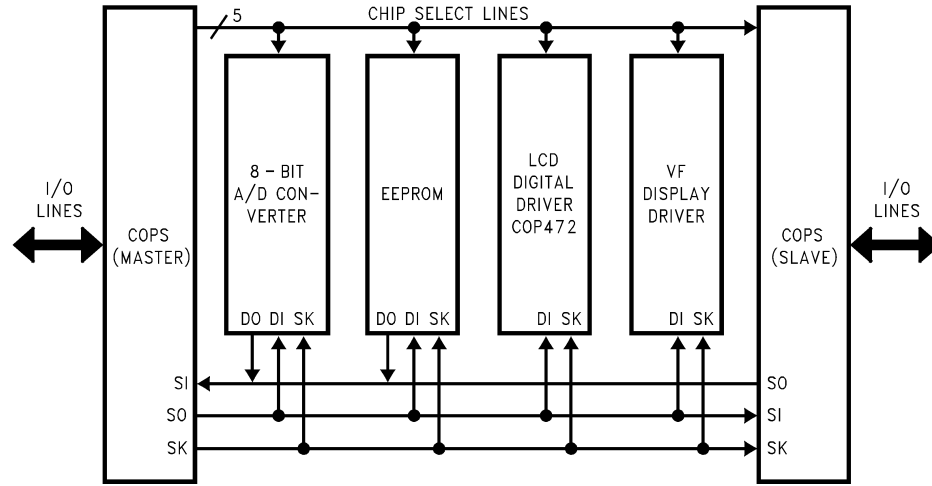 5
CHIP SELECT LINES
I/O
LINES
COPS
(MASTER)
8 - BIT
A/D CON-
VERTER
DO DI SK
EEPROM
DO DI SK
LCD
DIGITAL
DRIVER
COP472
DI SK
VF
DISPLAY
DRIVER
DI SK
COPS
(SLAVE)
I/O
LINES
SI
SO
SK
SO
SI
SK